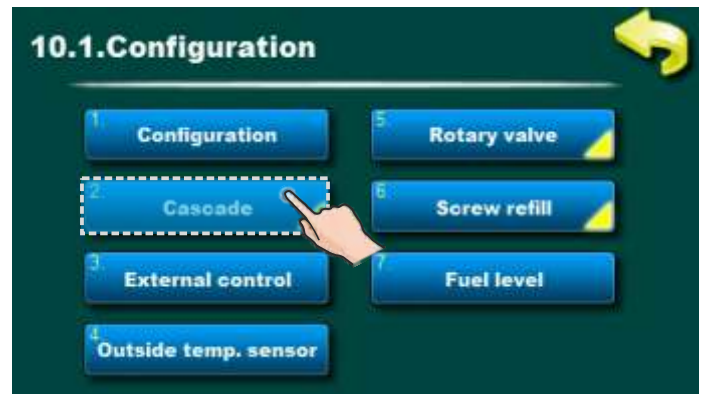 10.1.Configuration
1. Configuration
2. Cascade
3. External control
4. Outside temp. sensor
5. Rotary valve
6. Screw refill
7. Fuel level